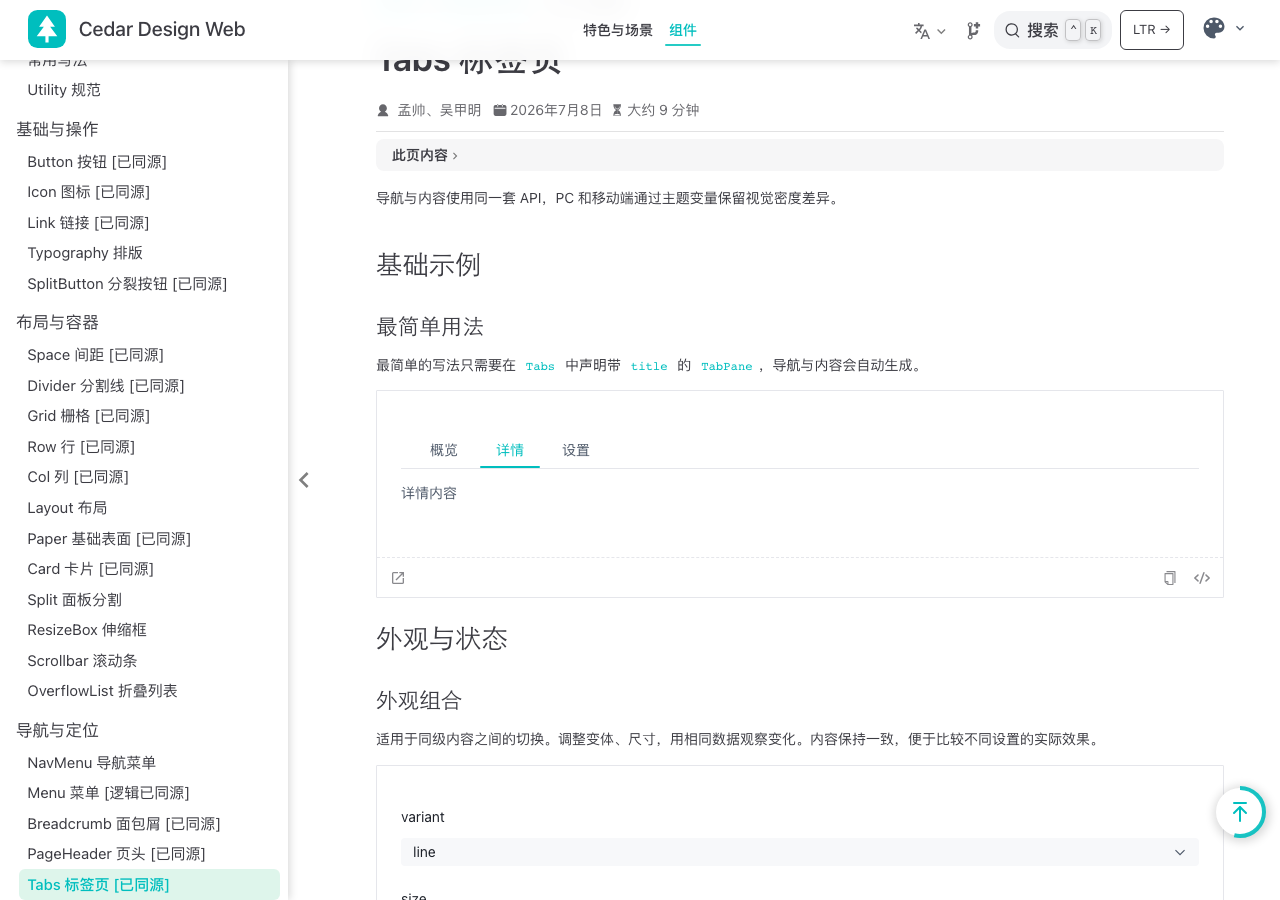 Cedar Design Web
特色与场景
组件
搜索
^
K
LTR →
常用写法
Utility 规范
基础与操作
Button 按钮 [已同源]
Icon 图标 [已同源]
Link 链接 [已同源]
Typography 排版
SplitButton 分裂按钮 [已同源]
布局与容器
Space 间距 [已同源]
Divider 分割线 [已同源]
Grid 栅格 [已同源]
Row 行 [已同源]
Col 列 [已同源]
Layout 布局
Paper 基础表面 [已同源]
Card 卡片 [已同源]
Split 面板分割
ResizeBox 伸缩框
Scrollbar 滚动条
OverflowList 折叠列表
导航与定位
NavMenu 导航菜单
Menu 菜单 [逻辑已同源]
Breadcrumb 面包屑 [已同源]
PageHeader 页头 [已同源]
Tabs 标签页 [已同源]
Tabs 标签页
孟帅、吴甲明
2026年7月8日
大约 9 分钟
此页内容
导航与内容使用同一套 API，PC 和移动端通过主题变量保留视觉密度差异。
基础示例
最简单用法
最简单的写法只需要在 Tabs 中声明带 title 的 TabPane ，导航与内容会自动生成。
概览
详情
设置
详情内容
外观与状态
外观组合
适用于同级内容之间的切换。调整变体、尺寸，用相同数据观察变化。内容保持一致，便于比较不同设置的实际效果。
variant
line
size